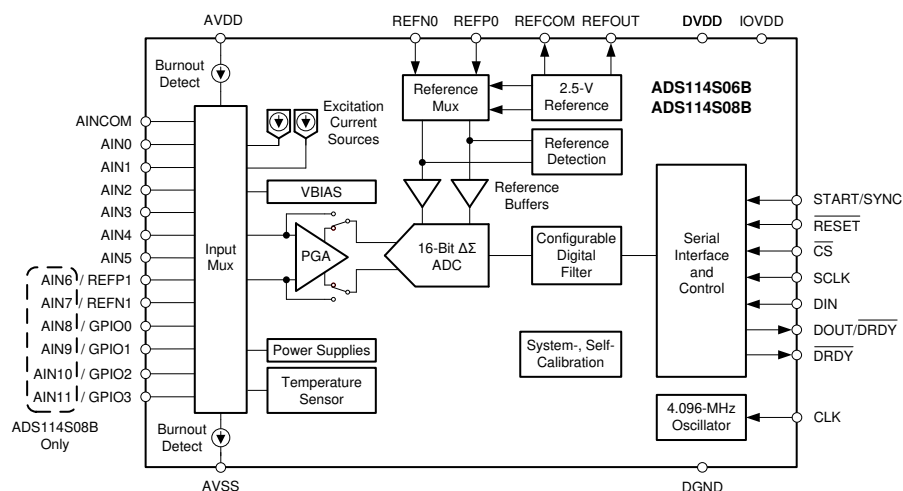 AVDD
REFN0 REFP0 REFCOM REFOUT
DVDD IOVDD
Burnout
Detect
Reference
Mux
2.5-V
Reference
ADS114S06B
ADS114S08B
Excitation
Current
Sources
AINCOM
AIN0
AIN1
AIN2
AIN3
AIN4
AIN5
AIN6 / REFP1
AIN7 / REFN1
AIN8 / GPIO0
AIN9 / GPIO1
AIN10 / GPIO2
AIN11 / GPIO3
ADS114S08B
Only
Input
Mux
VBIAS
PGA
Reference
Detection
Reference
Buffers
16-Bit ΔΣ
ADC
Configurable
Digital
Filter
Serial
Interface
and
Control
START/SYNC
RESET
CS
SCLK
DIN
DOUT/DRDY
DRDY
Power Supplies
Temperature
Sensor
System-, Self-
Calibration
4.096-MHz
Oscillator
CLK
Burnout
Detect
AVSS
DGND